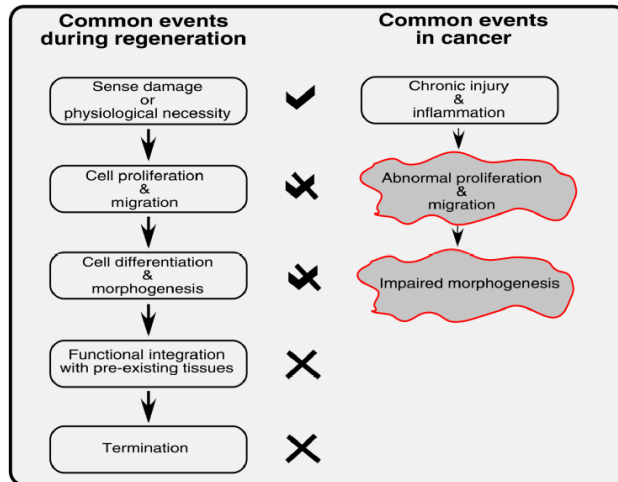 Common events
during regeneration
Common events
in cancer
Sense damage
or
physiological necessity
Chronic injury
&
inflammation
Cell proliferation
&
migration
Abnormal proliferation
&
migration
Cell differentiation
&
morphogenesis
Impaired morphogenesis
Functional integration
with pre-existing tissues
Termination